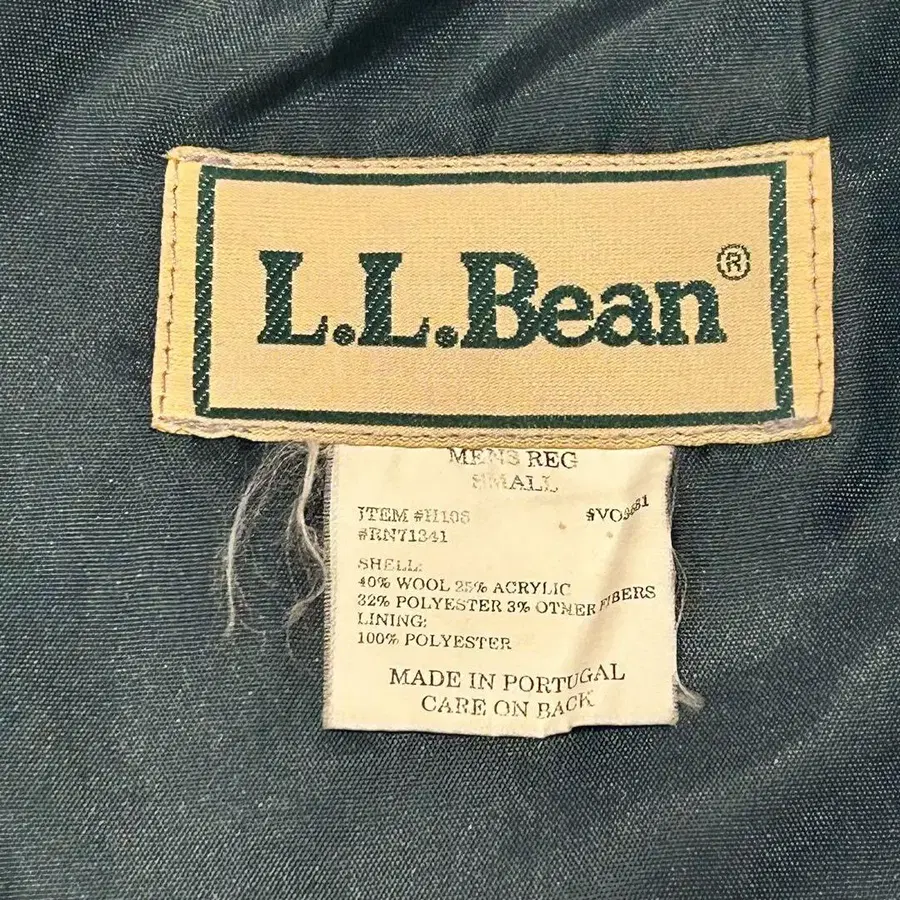 L.L.Bean®
MENS REG
SMALL
ITEM #H106
#RN71341
SHELL:
40% WOOL 25% ACRYLIC
32% POLYESTER 3% OTHER FIBERS
LINING:
100% POLYESTER
MADE IN PORTUGAL
CARE ON BACK